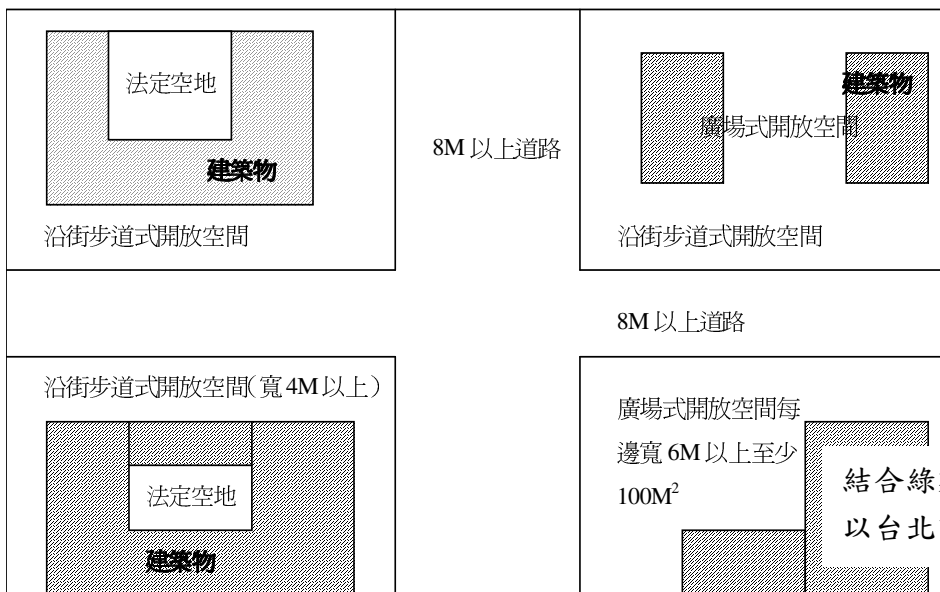 法定空地
建築物
沿街步道式開放空間
8M 以上道路
建築物
廣場式開放空間
沿街步道式開放空間
8M 以上道路
沿街步道式開放空間(寬 4M 以上)
法定空地
建築物
廣場式開放空間每
邊寬 6M 以上至少
100M²
結合綠
以台北